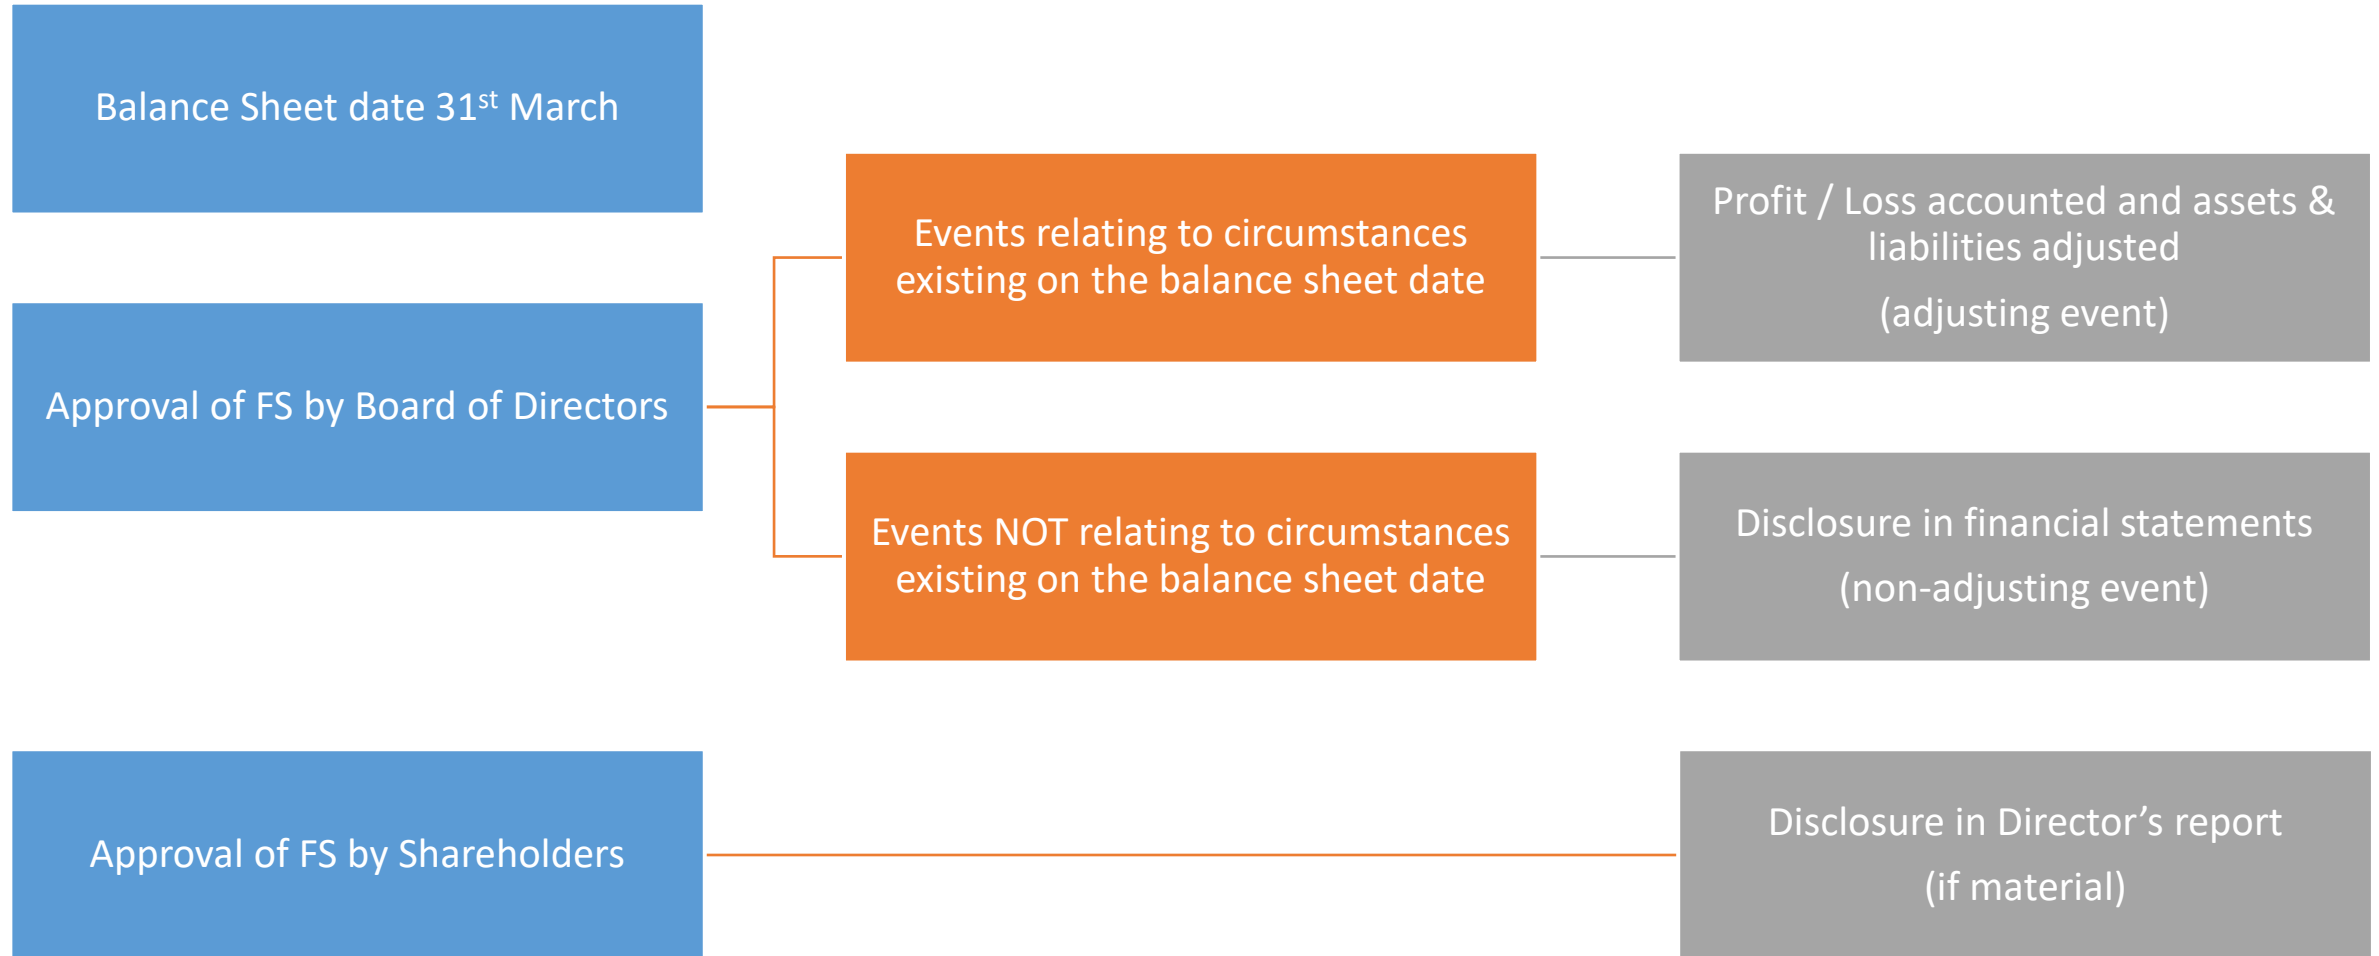 Balance Sheet date 31st March
Events relating to circumstances
existing on the balance sheet date
Profit / Loss accounted and assets &
liabilities adjusted
(adjusting event)
Approval of FS by Board of Directors
Events NOT relating to circumstances
existing on the balance sheet date
Disclosure in financial statements
(non-adjusting event)
Approval of FS by Shareholders
Disclosure in Director’s report
(if material)